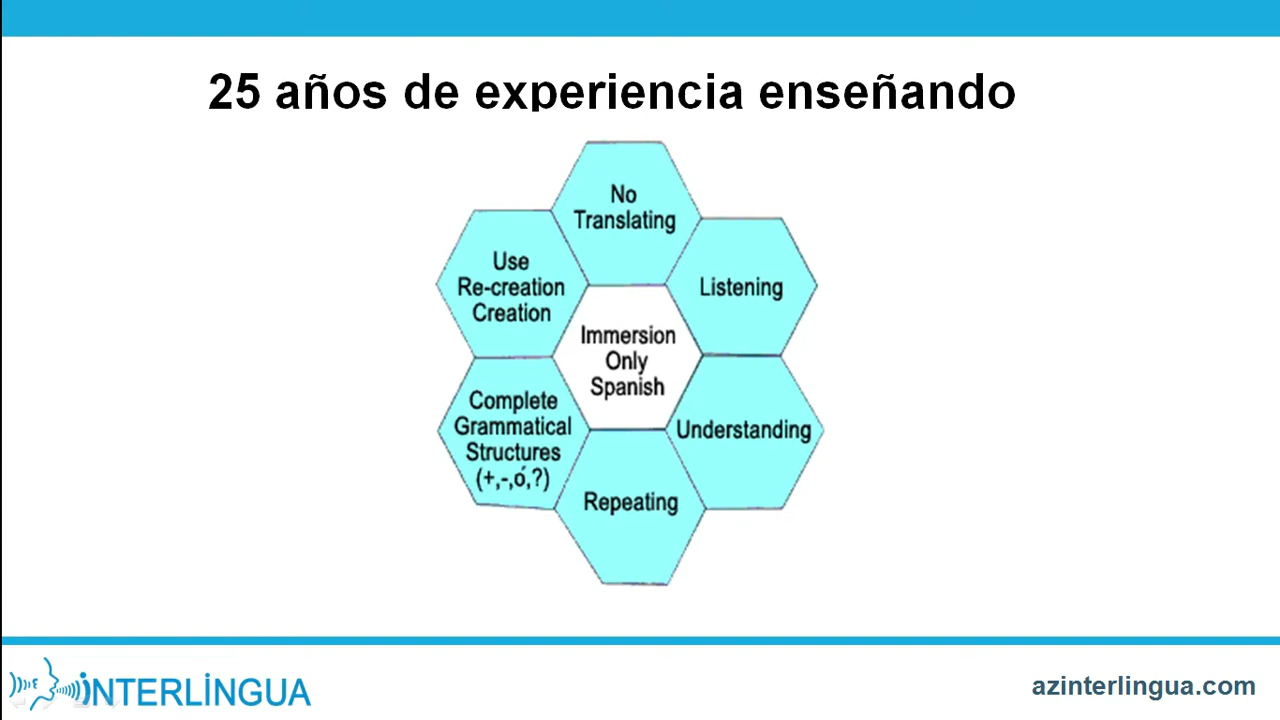 25 años de experiencia enseñando
No
Translating
Use
Re-creation
Creation
Listening
Immersion
Only
Spanish
Complete
Grammatical
Structures
(+,-,ó,?)
Understanding
Repeating
iNTERLiNGUA
azinterlingua.com